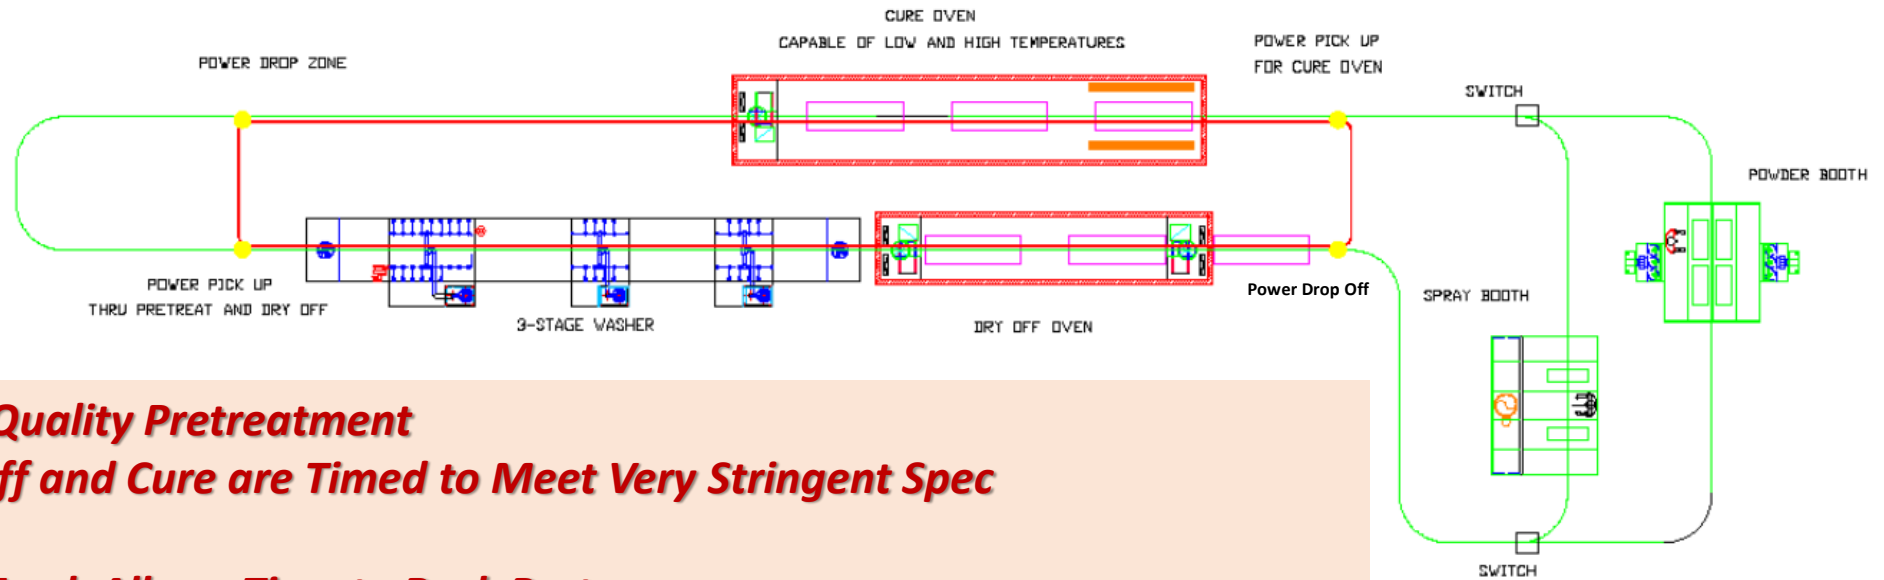 CURE OVEN
CAPABLE OF LOW AND HIGH TEMPERATURES
POWER PICK UP
FOR CURE OVEN
POWER DROP ZONE
SWITCH
POWDER BOOTH
POWER PICK UP
THRU PRETREAT AND DRY OFF
3-STAGE WASHER
DRY OFF OVEN
Power Drop Off
SPRAY BOOTH
SWITCH
Quality Pretreatment
ff and Cure are Timed to Meet Very Stringent Spec